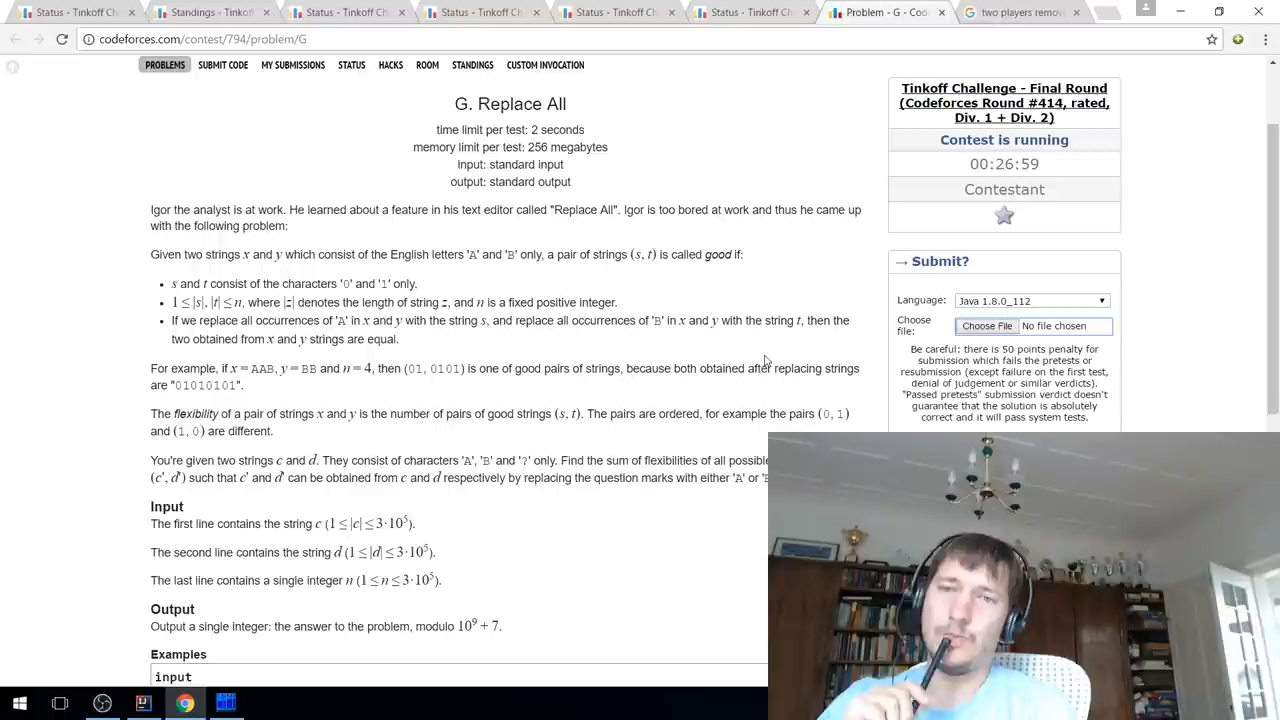 Status - Tinkoff Ch
Standings - Tinkoff
Status - Tinkoff Ch
Status - Tinkoff Ch
Status - Tinkoff Ch
Status - Tinkoff Ch
Problem - G - Cod
two players remov
codeforces.com/contest/794/problem/G
PROBLEMS SUBMIT CODE MY SUBMISSIONS STATUS HACKS ROOM STANDINGS CUSTOM INVOCATION
G. Replace All
time limit per test: 2 seconds
memory limit per test: 256 megabytes
input: standard input
output: standard output
Igor the analyst is at work. He learned about a feature in his text editor called "Replace All". Igor is too bored at work and thus he came up
with the following problem:
Given two strings x and y which consist of the English letters 'A' and 'B' only, a pair of strings (s, t) is called good if:
• s and t consist of the characters '0' and '1' only.
• 1 ≤ |s|, |t| ≤ n, where |z| denotes the length of string z, and n is a fixed positive integer.
• If we replace all occurrences of 'A' in x and y with the string s, and replace all occurrences of 'B' in x and y with the string t, then the
two obtained from x and y strings are equal.
For example, if x = AAB, y = BB and n = 4, then (01, 0101) is one of good pairs of strings, because both obtained after replacing strings
are "01010101".
The flexibility of a pair of strings x and y is the number of pairs of good strings (s, t). The pairs are ordered, for example the pairs (0, 1)
and (1, 0) are different.
You're given two strings c and d. They consist of characters 'A', 'B' and '?' only. Find the sum of flexibilities of all possible
(c', d') such that c' and d' can be obtained from c and d respectively by replacing the question marks with either 'A' or
Input
The first line contains the string c (1 ≤ |c| ≤ 3·10⁵).
The second line contains the string d (1 ≤ |d| ≤ 3·10⁵).
The last line contains a single integer n (1 ≤ n ≤ 3·10⁵).
Output
Output a single integer: the answer to the problem, modulo 10⁹ + 7.
Examples
input
Tinkoff Challenge - Final Round
(Codeforces Round #414, rated,
Div. 1 + Div. 2)
Contest is running
00:26:59
Contestant
→ Submit?
Language: Java 1.8.0_112
Choose
file: Choose File No file chosen
Be careful: there is 50 points penalty for
submission which fails the pretests or
resubmission (except failure on the first test,
denial of judgement or similar verdicts).
"Passed pretests" submission verdict doesn't
guarantee that the solution is absolutely
correct and it will pass system tests.